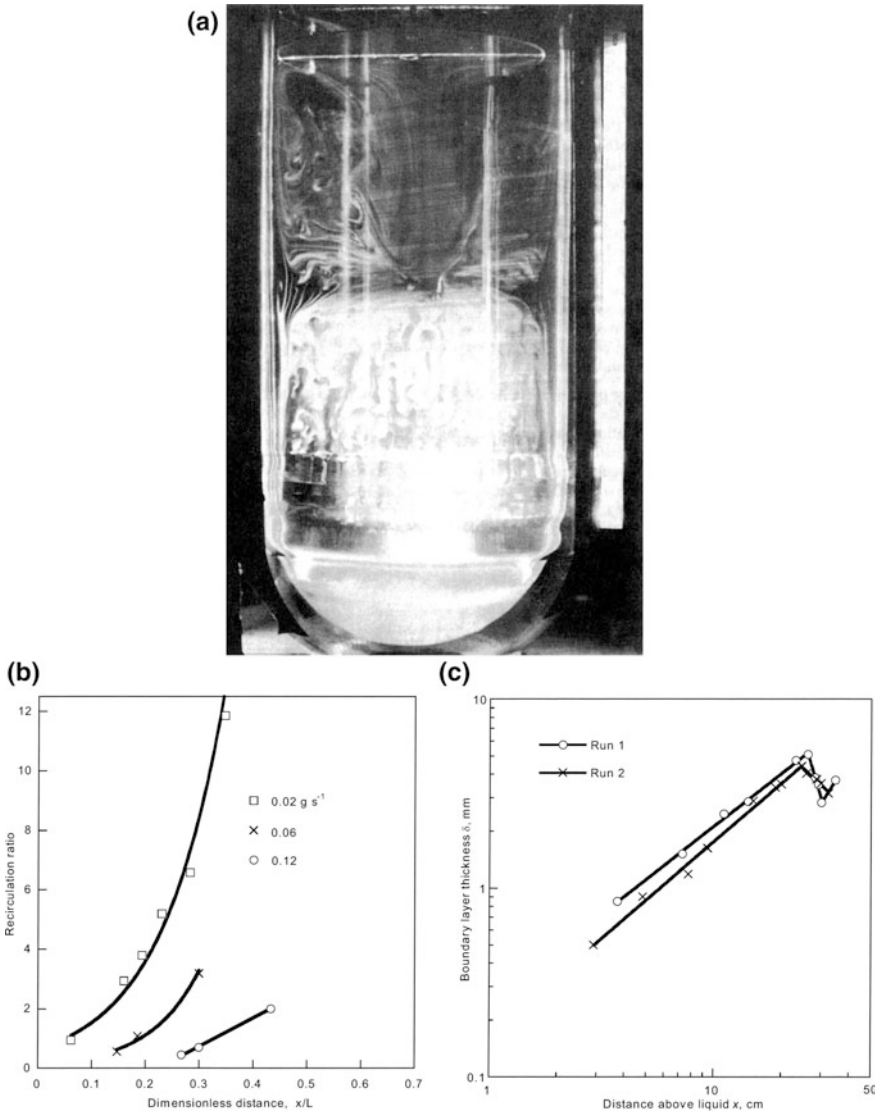 (a)
(b)
12
10
8
6
4
2
0
Recirculation ratio
0.02 g s⁻¹
0.06
0.12
0 0.1 0.2 0.3 0.4 0.5 0.6 0.7
Dimensionless distance, x/L
(c)
10
1
0.1
Boundary layer thickness δ, mm
Run 1
Run 2
1 10 50
Distance above liquid x, cm